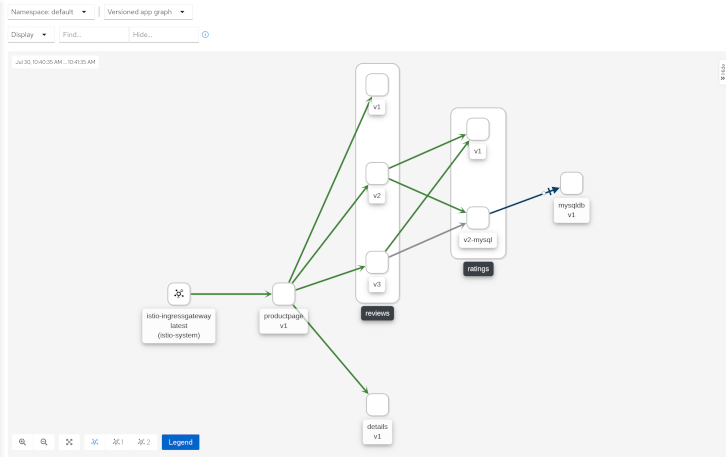 Namespace: default
Versioned app graph
Display
Find...
Hide...
Jul 30, 10:40:35 AM ... 10:41:35 AM
Hide
v1
v1
v2
mysqldb
v1
v2-mysql
ratings
v3
reviews
istio-ingressgateway
latest
(istio-system)
productpage
v1
details
v1
1
2
Legend